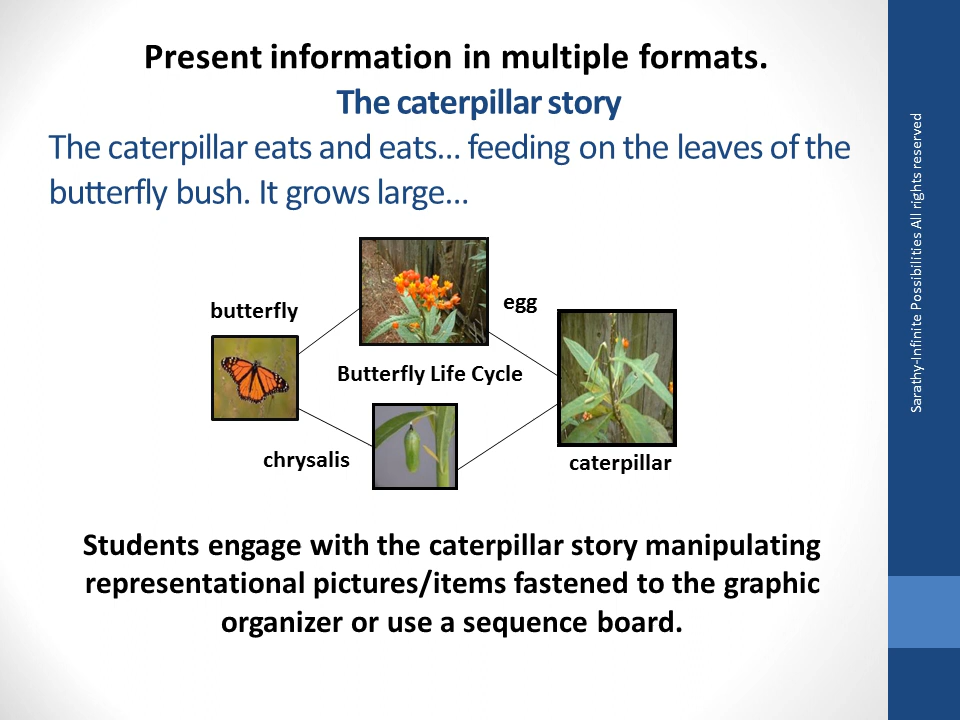 Present information in multiple formats.
The caterpillar story
The caterpillar eats and eats... feeding on the leaves of the
butterfly bush. It grows large...
butterfly
egg
Butterfly Life Cycle
chrysalis
caterpillar
Students engage with the caterpillar story manipulating
representational pictures/items fastened to the graphic
organizer or use a sequence board.
Sarathy-Infinite Possibilities All rights reserved